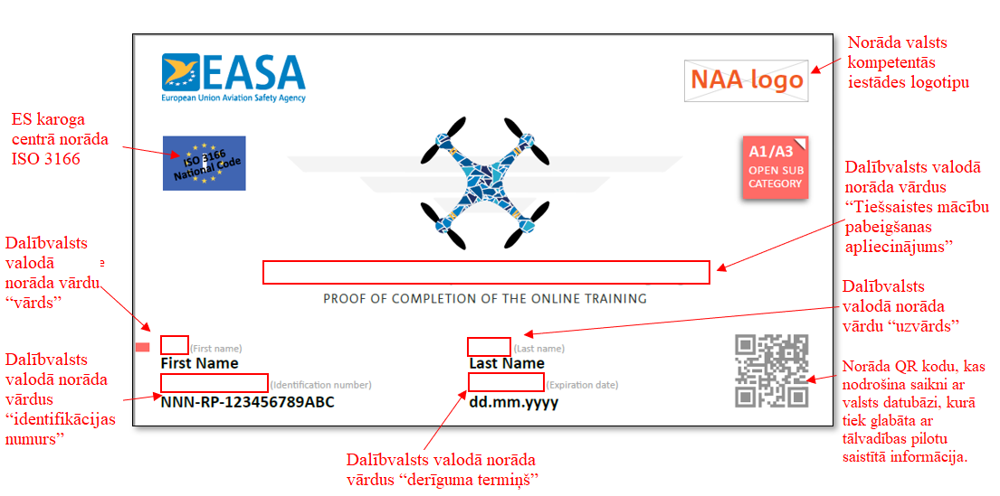 Norāda valsts
kompetentās
iestādes logotipu
EASA
European Union Aviation Safety Agency
NAA logo
ES karoga
centrā norāda
ISO 3166
ISO 3166
National Code
A1/A3
OPEN SUB
CATEGORY
Dalībvalsts valodā
norāda vārdus
“Tiešsaistes mācību
pabeigšanas
apliecinājums”
Dalībvalsts
valodā
norāda vārdu
“vārds”
e
PROOF OF COMPLETION OF THE ONLINE TRAINING
Dalībvalsts
valodā norāda
vārdu “uzvārds”
(First name)
First Name
(Last name)
Last Name
Dalībvalsts
valodā norāda
vārdus
“identifikācijas
numurs”
(Identification number)
NNN-RP-123456789ABC
(Expiration date)
dd.mm.yyyy
Norāda QR kodu, kas
nodrošina saikni ar
valsts datubāzi, kurā
tiek glabāta ar
tālvadības pilotu
saistītā informācija.
Dalībvalsts valodā norāda
vārdus “derīguma termiņš”